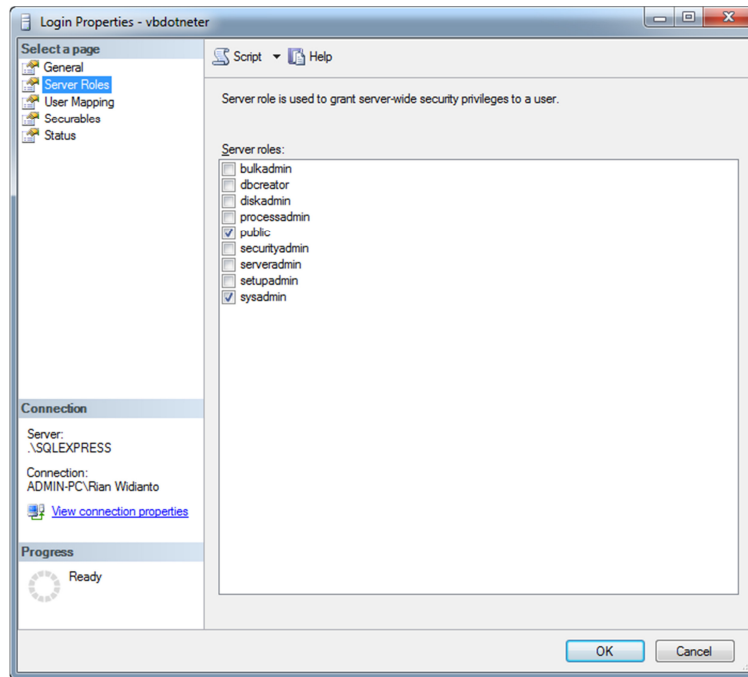 Login Properties - vbdotneter
Select a page
General
Server Roles
User Mapping
Securables
Status
Script
Help
Server role is used to grant server-wide security privileges to a user.
Server roles:
bulkadmin
dbcreator
diskadmin
processadmin
public
securityadmin
serveradmin
setupadmin
sysadmin
Connection
Server:
.\SQLEXPRESS
Connection:
ADMIN-PC\Rian Widianto
View connection properties
Progress
Ready
OK
Cancel